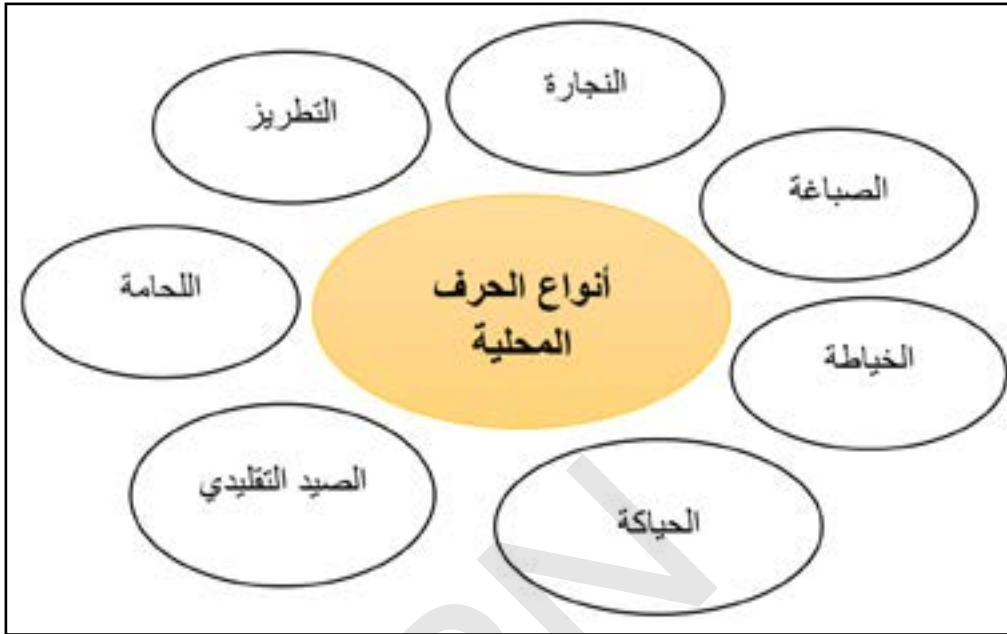 النجارة
التطريز
الصباغة
اللحامة
أنواع الحرف
المحلية
الخياطة
الصيد التقليدي
الحياكة